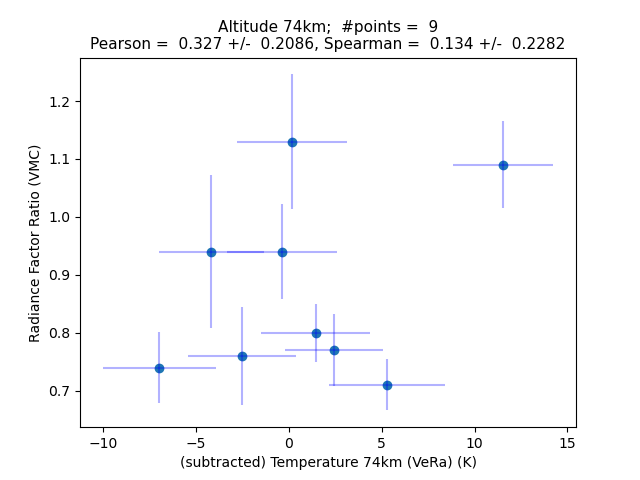 Altitude 74km;  #points =  9
Pearson =  0.327 +/-  0.2086, Spearman =  0.134 +/-  0.2282
1.2
1.1
1.0
0.9
0.8
0.7
Radiance Factor Ratio (VMC)
−10 −5 0 5 10 15
(subtracted) Temperature 74km (VeRa) (K)